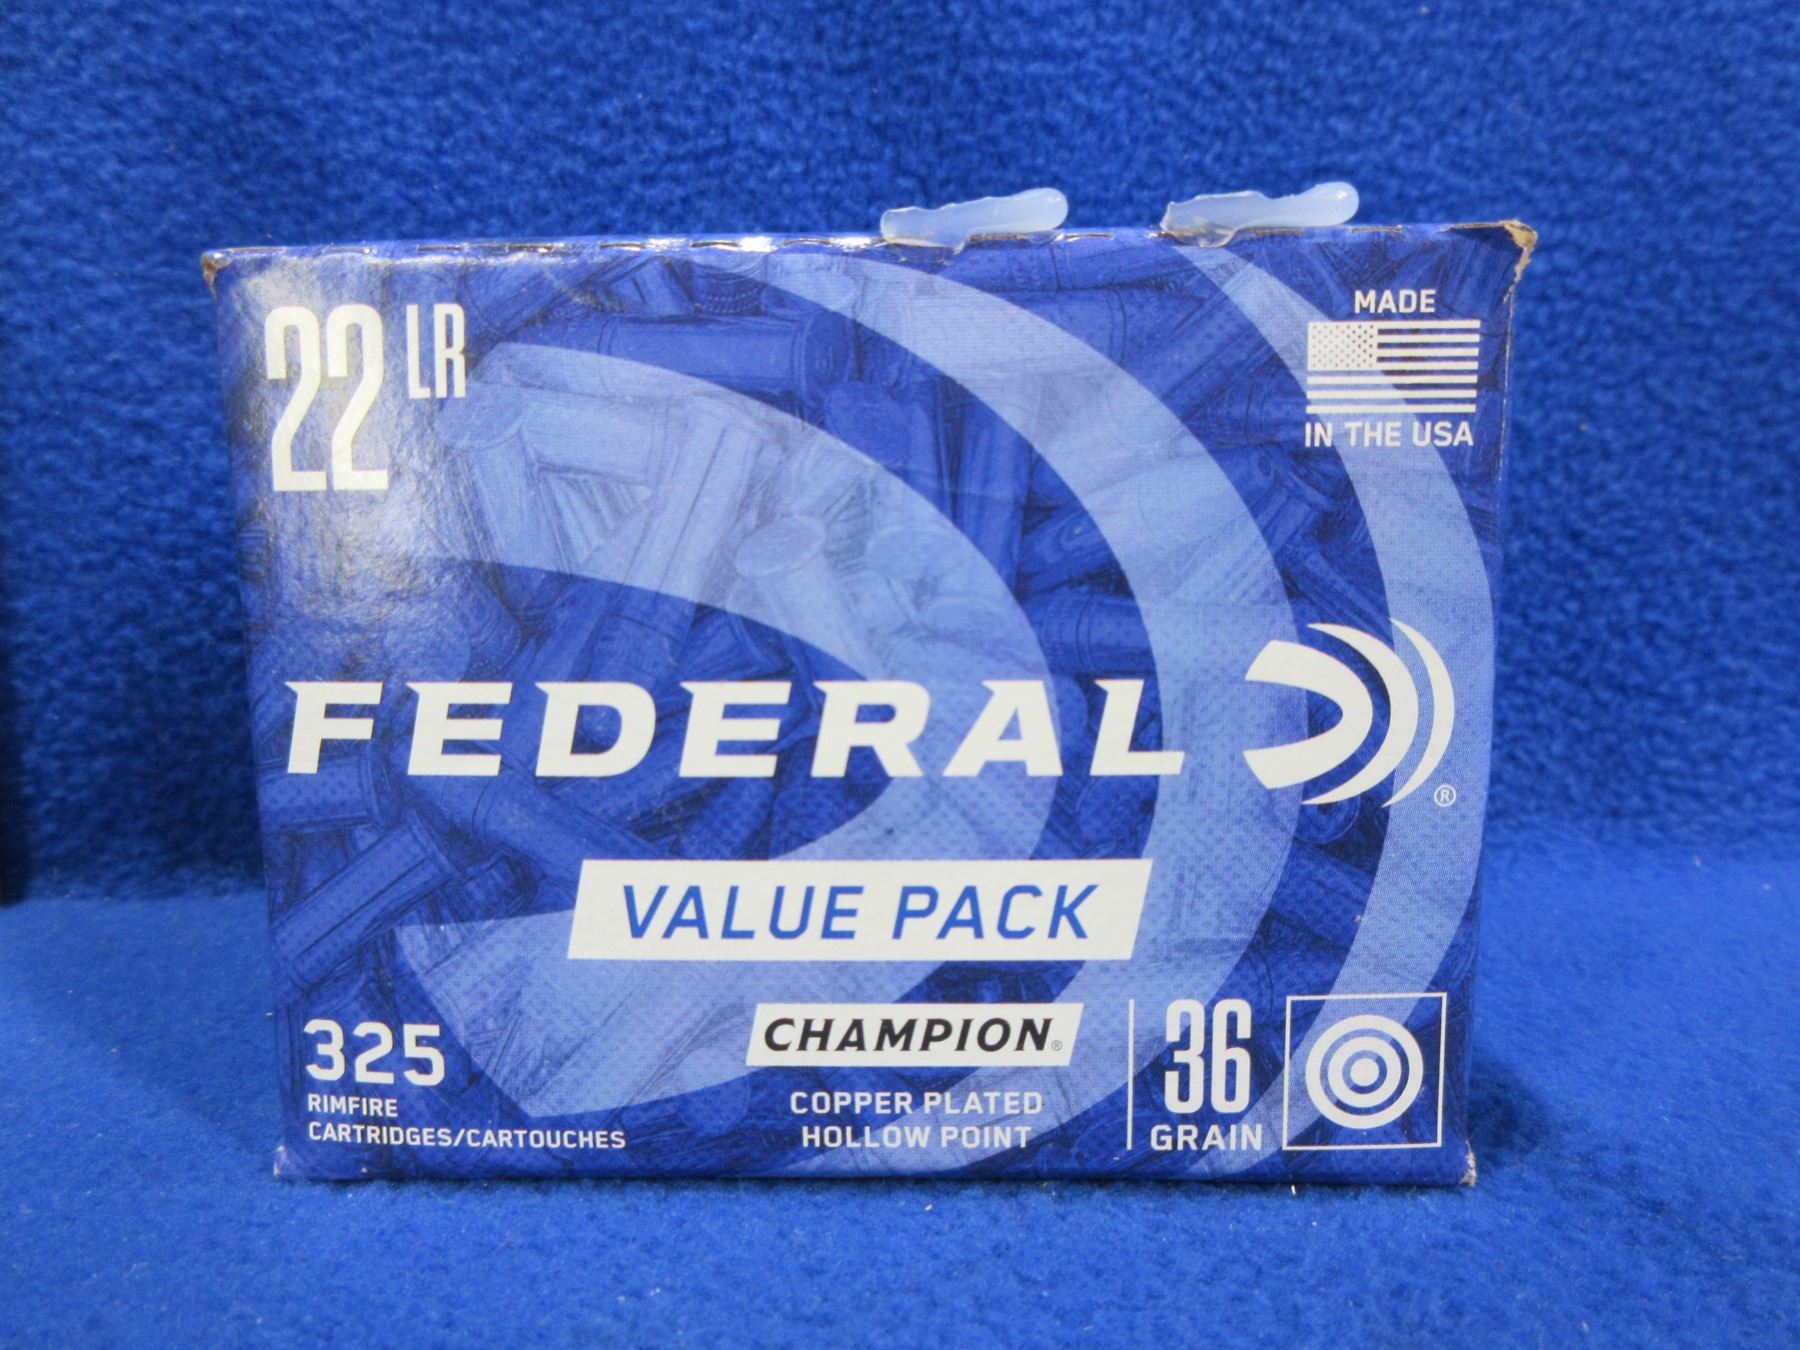 22 LR
MADE
IN THE USA
FEDERAL ®
VALUE PACK
325
RIMFIRE
CARTRIDGES/CARTOUCHES
CHAMPION®
COPPER PLATED
HOLLOW POINT
36
GRAIN